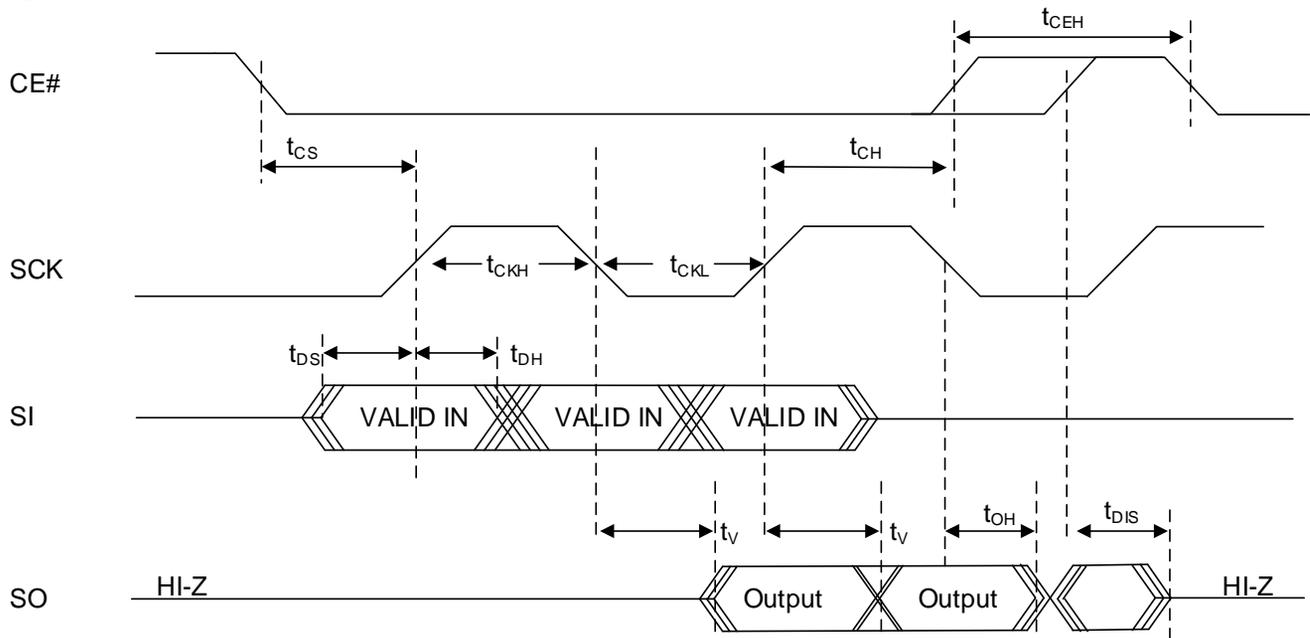 tCEH
CE#
tCS
tCH
SCK
tCKH
tCKL
tDS
tDH
SI
VALID IN
VALID IN
VALID IN
tV
tV
tOH
tDIS
SO
HI-Z
Output
Output
HI-Z